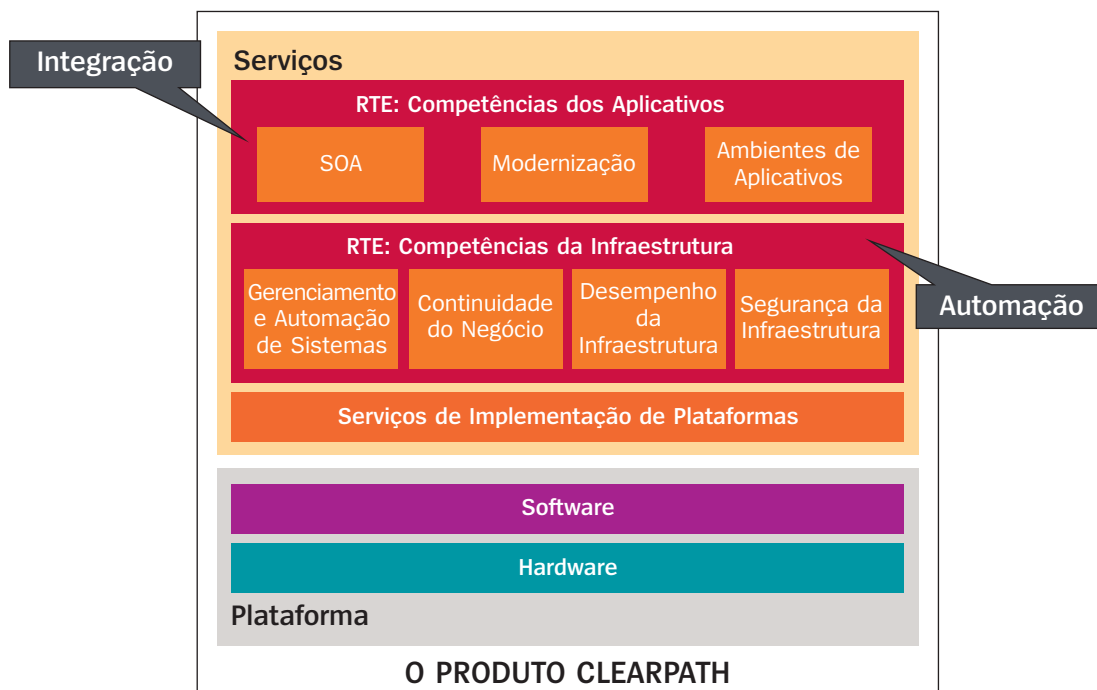 Integração
Serviços
RTE: Competências dos Aplicativos
SOA
Modernização
Ambientes de
Aplicativos
RTE: Competências da Infraestrutura
Gerenciamento
e Automação
de Sistemas
Continuidade
do Negócio
Desempenho
da
Infraestrutura
Segurança da
Infraestrutura
Automação
Serviços de Implementação de Plataformas
Software
Hardware
Plataforma
O PRODUTO CLEARPATH